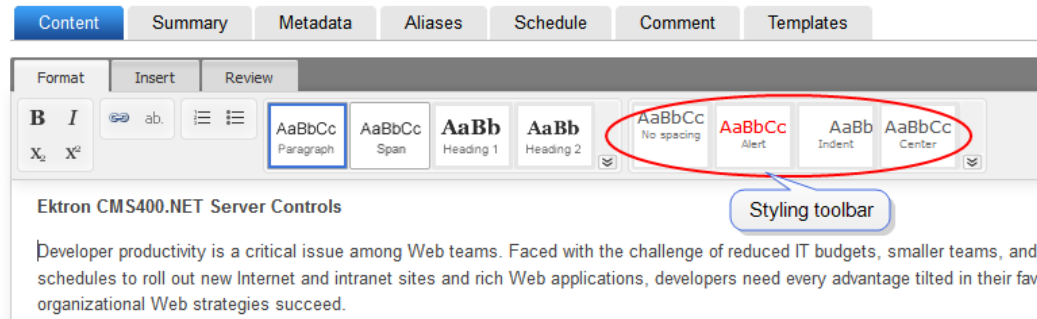 Content Summary Metadata Aliases Schedule Comment Templates
Format Insert Review
B I ab.
X₂ X²
AaBbCc AaBbCc AaBb AaBb AaBbCc AaBbCc AaBb AaBbCc
Paragraph Span Heading 1 Heading 2 No spacing Alert Indent Center
Styling toolbar
Ektron CMS400.NET Server Controls
Developer productivity is a critical issue among Web teams. Faced with the challenge of reduced IT budgets, smaller teams, and
schedules to roll out new Internet and intranet sites and rich Web applications, developers need every advantage tilted in their fav
organizational Web strategies succeed.